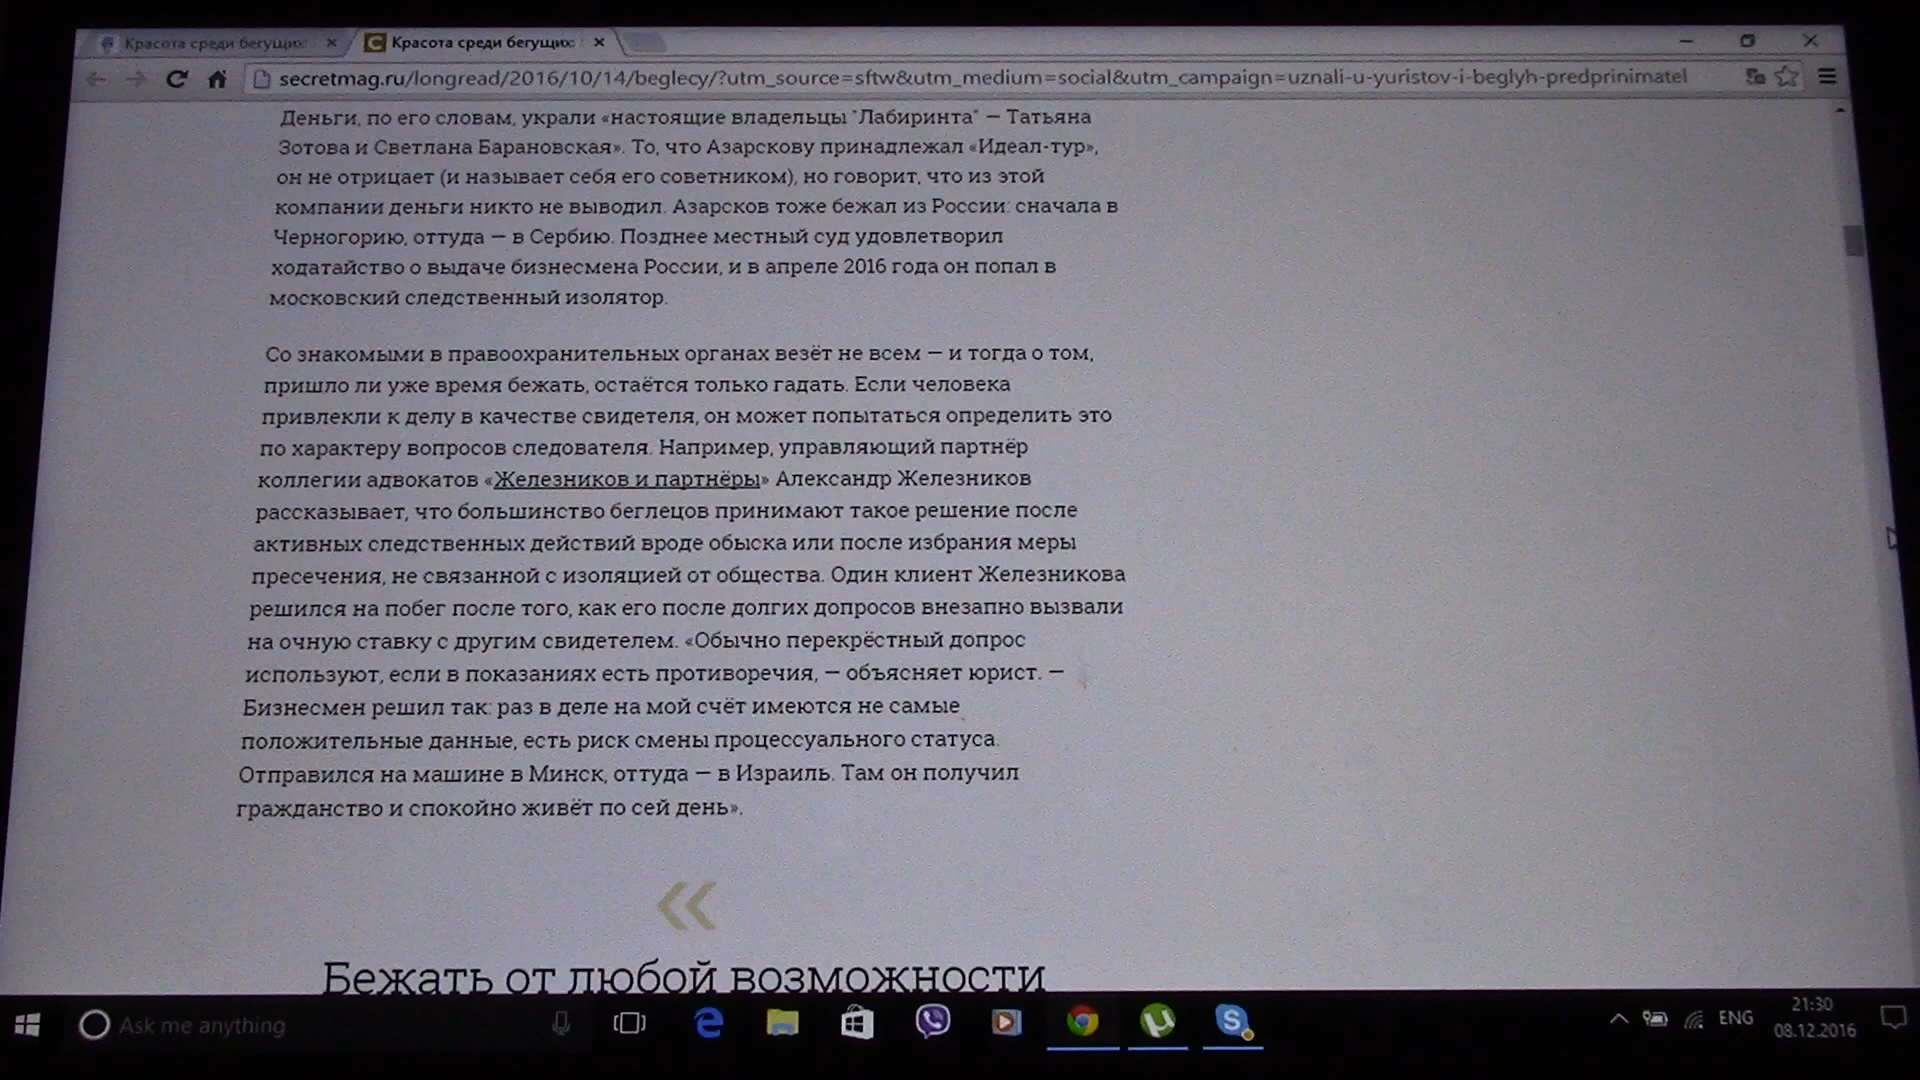 Красота среди бегущих
Красота среди бегущих
secretmag.ru/longread/2016/10/14/beglecy/?utm_source=sftw&utm_medium=social&utm_campaign=uznali-u-yuristov-i-beglyh-predprinimatel
Деньги, по его словам, украли «настоящие владельцы "Лабиринта" — Татьяна
Зотова и Светлана Барановская». То, что Азарскову принадлежал «Идеал-тур»,
он не отрицает (и называет себя его советником), но говорит, что из этой
компании деньги никто не выводил. Азарсков тоже бежал из России: сначала в
Черногорию, оттуда — в Сербию. Позднее местный суд удовлетворил
ходатайство о выдаче бизнесмена России, и в апреле 2016 года он попал в
московский следственный изолятор.
Со знакомыми в правоохранительных органах везёт не всем — и тогда о том,
пришло ли уже время бежать, остаётся только гадать. Если человека
привлекли к делу в качестве свидетеля, он может попытаться определить это
по характеру вопросов следователя. Например, управляющий партнёр
коллегии адвокатов «Железников и партнёры» Александр Железников
рассказывает, что большинство беглецов принимают такое решение после
активных следственных действий вроде обыска или после избрания меры
пресечения, не связанной с изоляцией от общества. Один клиент Железникова
решился на побег после того, как его после долгих допросов внезапно вызвали
на очную ставку с другим свидетелем. «Обычно перекрёстный допрос
используют, если в показаниях есть противоречия, — объясняет юрист. —
Бизнесмен решил так: раз в деле на мой счёт имеются не самые
положительные данные, есть риск смены процессуального статуса.
Отправился на машине в Минск, оттуда — в Израиль. Там он получил
гражданство и спокойно живёт по сей день».
«
Бежать от любой возможности
Ask me anything
ENG
21:30
08.12.2016